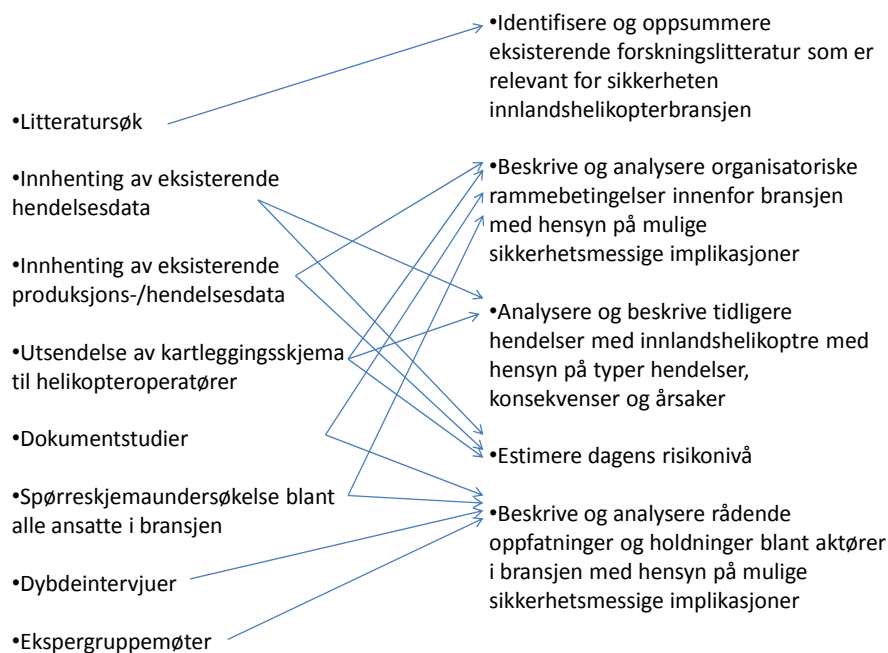 •Litteratursøk
•Innhenting av eksisterende
hendelsesdata
•Innhenting av eksisterende
produksjons-/hendelsesdata
•Utsendelse av kartleggingsskjema
til helikopteroperatører
•Dokumentstudier
•Spørreskjemaundersøkelse blant
alle ansatte i bransjen
•Dybdeintervjuer
•Ekspergruppemøter
•Identifisere og oppsummere
eksisterende forskningslitteratur som er
relevant for sikkerheten
innlandshelikopterbransjen
•Beskrive og analysere organisatoriske
rammebetingelser innenfor bransjen
med hensyn på mulige
sikkerhetsmessige implikasjoner
•Analysere og beskrive tidligere
hendelser med innlandshelikoptre med
hensyn på typer hendelser,
konsekvenser og årsaker
•Estimere dagens risikonivå
•Beskrive og analysere rådende
oppfatninger og holdninger blant aktører
i bransjen med hensyn på mulige
sikkerhetsmessige implikasjoner